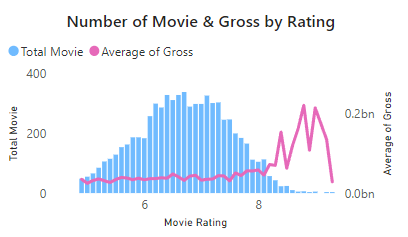 Number of Movie & Gross by Rating
Total Movie Average of Gross
400
200
0
Total Movie
0.2bn
0.0bn
Average of Gross
6 8
Movie Rating